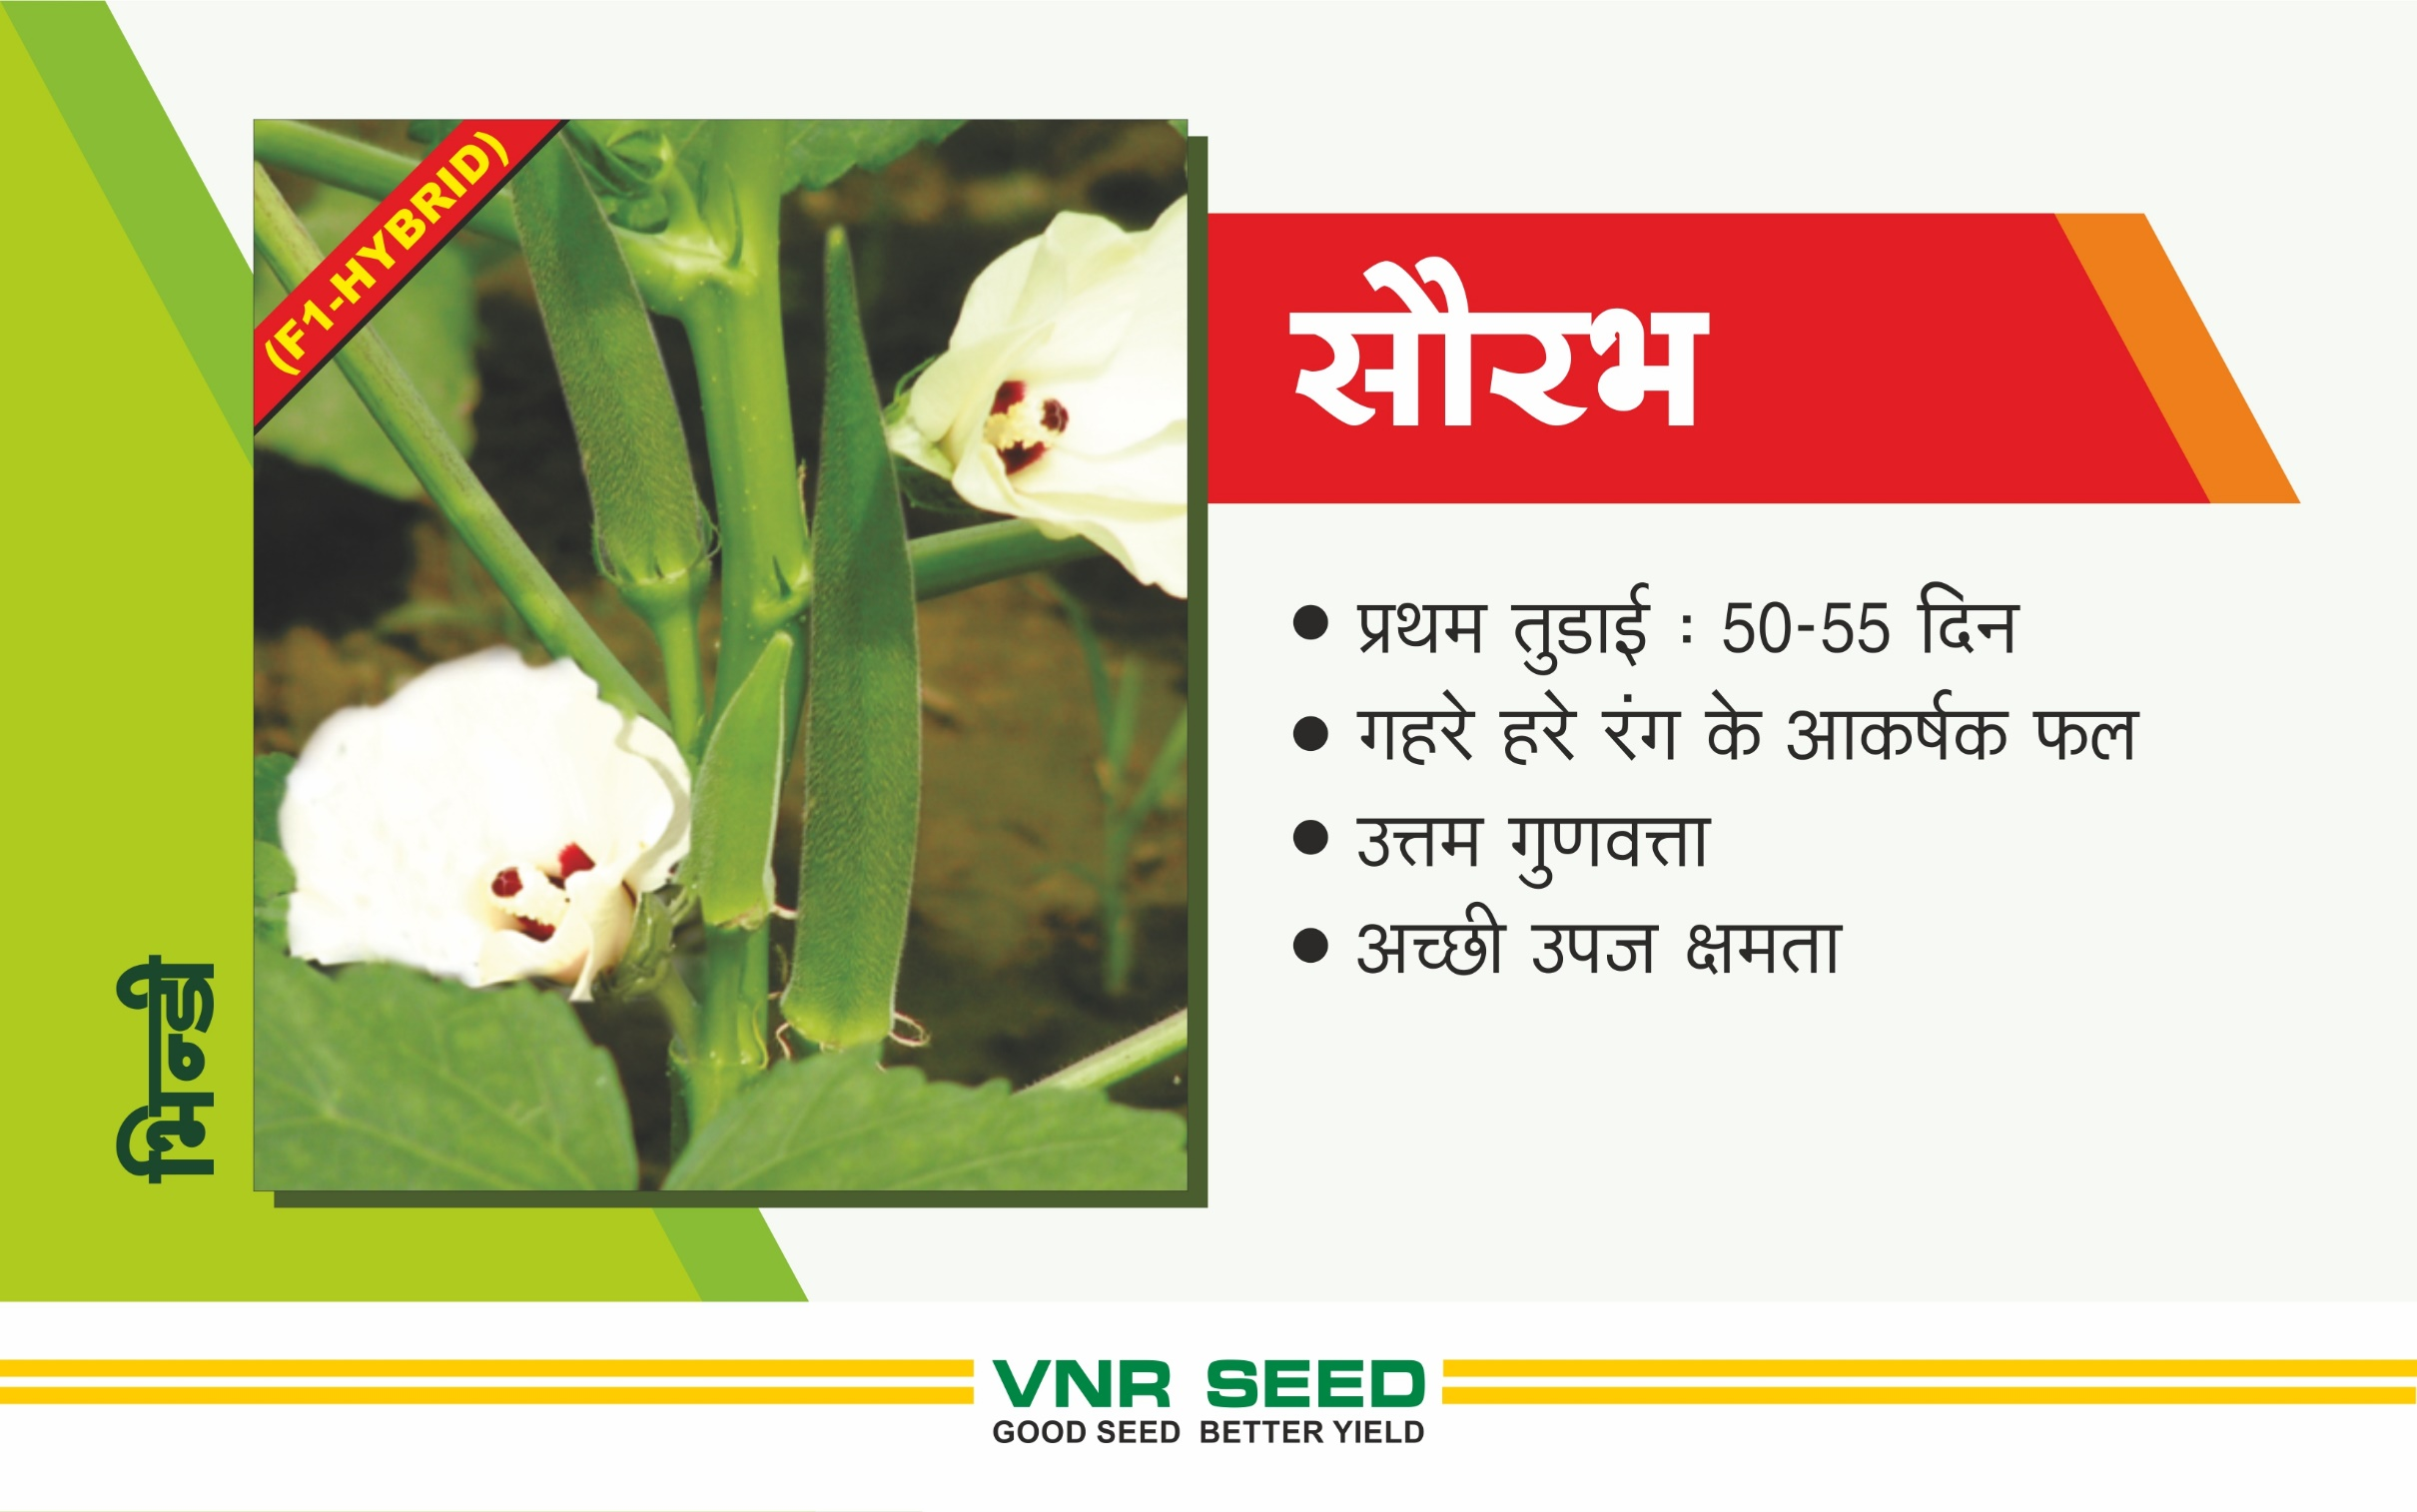 (F1-HYBRID)
सौरभ
• प्रथम तुड़ाई : 50-55 दिन
• गहरे हरे रंग के आकर्षक फल
• उत्तम गुणवत्ता
• अच्छी उपज क्षमता
भिन्डी
VNR SEED
GOOD SEED BETTER YIELD